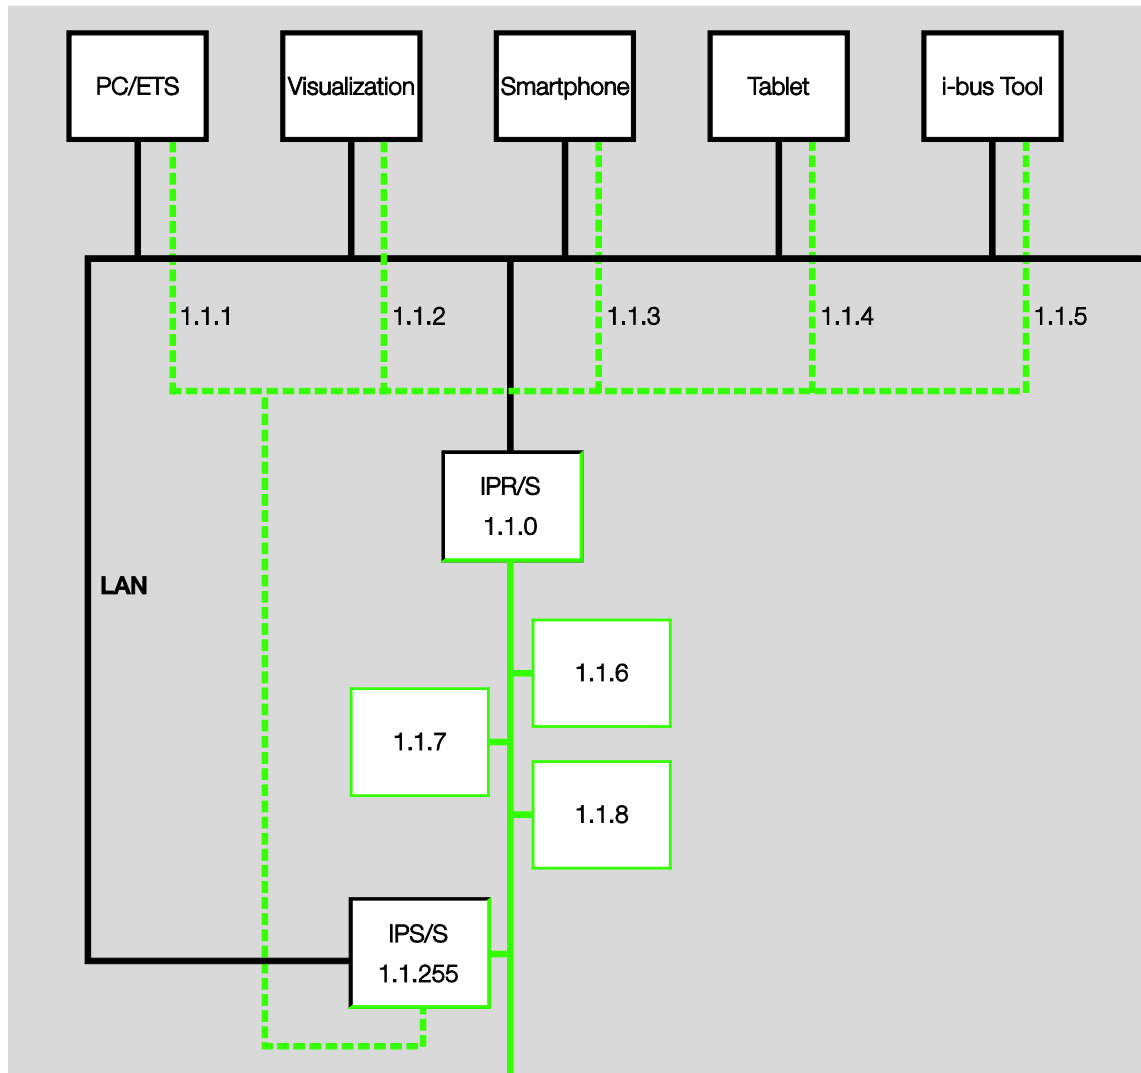 PC/ETS
Visualization
Smartphone
Tablet
i-bus Tool
1.1.1
1.1.2
1.1.3
1.1.4
1.1.5
IPR/S
1.1.0
LAN
1.1.6
1.1.7
1.1.8
IPS/S
1.1.255